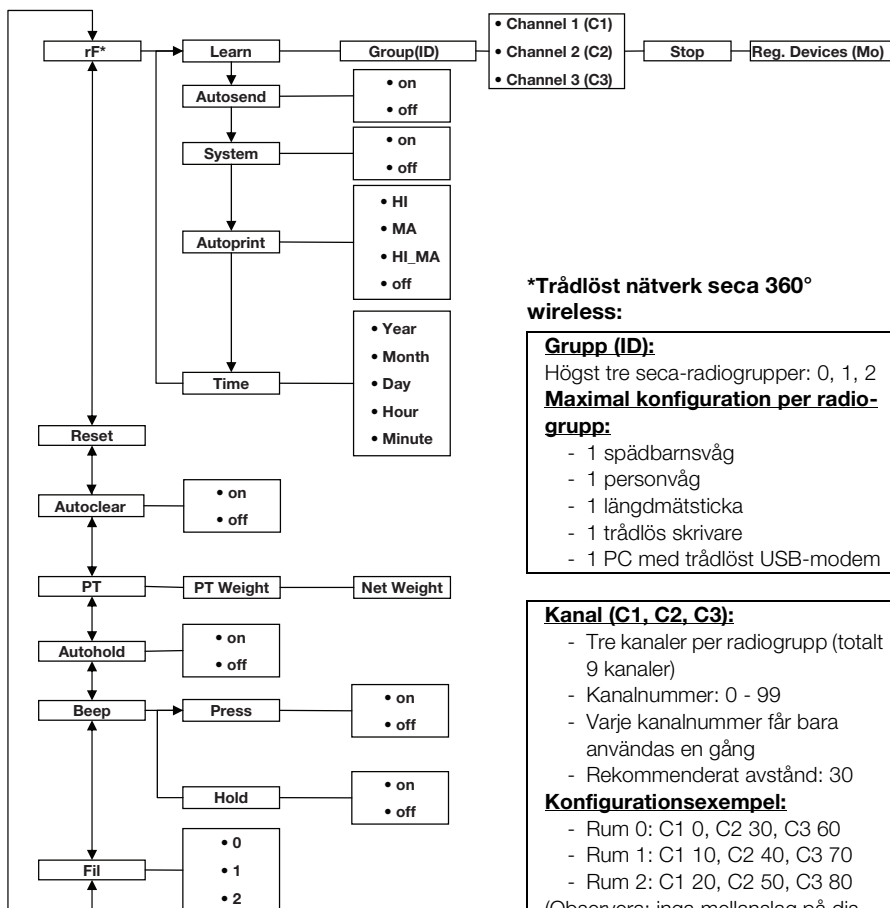 rF*
Learn
Group(ID)
• Channel 1 (C1)
• Channel 2 (C2)
• Channel 3 (C3)
Stop
Reg. Devices (Mo)
Autosend
• on
• off
System
• on
• off
Autoprint
• HI
• MA
• HI_MA
• off
Time
• Year
• Month
• Day
• Hour
• Minute
Reset
Autoclear
• on
• off
PT
PT Weight
Net Weight
Autohold
• on
• off
Beep
Press
• on
• off
Hold
• on
• off
Fil
• 0
• 1
• 2
*Trådlöst nätverk seca 360°
wireless:
Grupp (ID):
Högst tre seca-radiogrupper: 0, 1, 2
Maximal konfiguration per radio-
grupp:
- 1 spädbarnsvåg
- 1 personvåg
- 1 längdmätsticka
- 1 trådlös skrivare
- 1 PC med trådlöst USB-modem
Kanal (C1, C2, C3):
- Tre kanaler per radiogrupp (totalt
9 kanaler)
- Kanalnummer: 0 - 99
- Varje kanalnummer får bara
användas en gång
- Rekommenderat avstånd: 30
Konfigurationsexempel:
- Rum 0: C1 0, C2 30, C3 60
- Rum 1: C1 10, C2 40, C3 70
- Rum 2: C1 20, C2 50, C3 80
(Observera: inga mellanslag på dis-